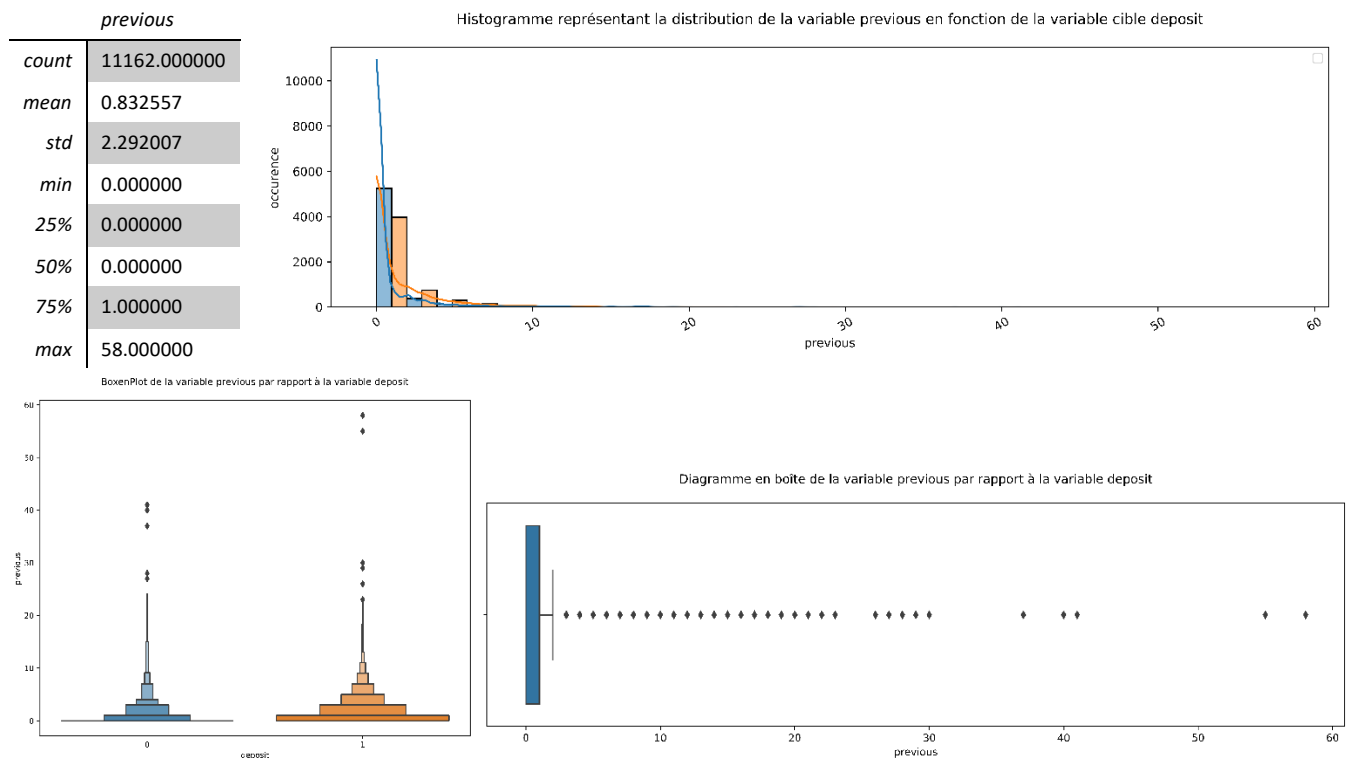 previous
count 11162.000000
mean 0.832557
std 2.292007
min 0.000000
25% 0.000000
50% 0.000000
75% 1.000000
max 58.000000
Histogramme représentant la distribution de la variable previous en fonction de la variable cible deposit
occurence
10000
8000
6000
4000
2000
0
0 10 20 30 40 50 60
previous
BoxenPlot de la variable previous par rapport à la variable deposit
previous
60
50
40
30
20
10
0
0 1
deposit
Diagramme en boîte de la variable previous par rapport à la variable deposit
0 10 20 30 40 50 60
previous